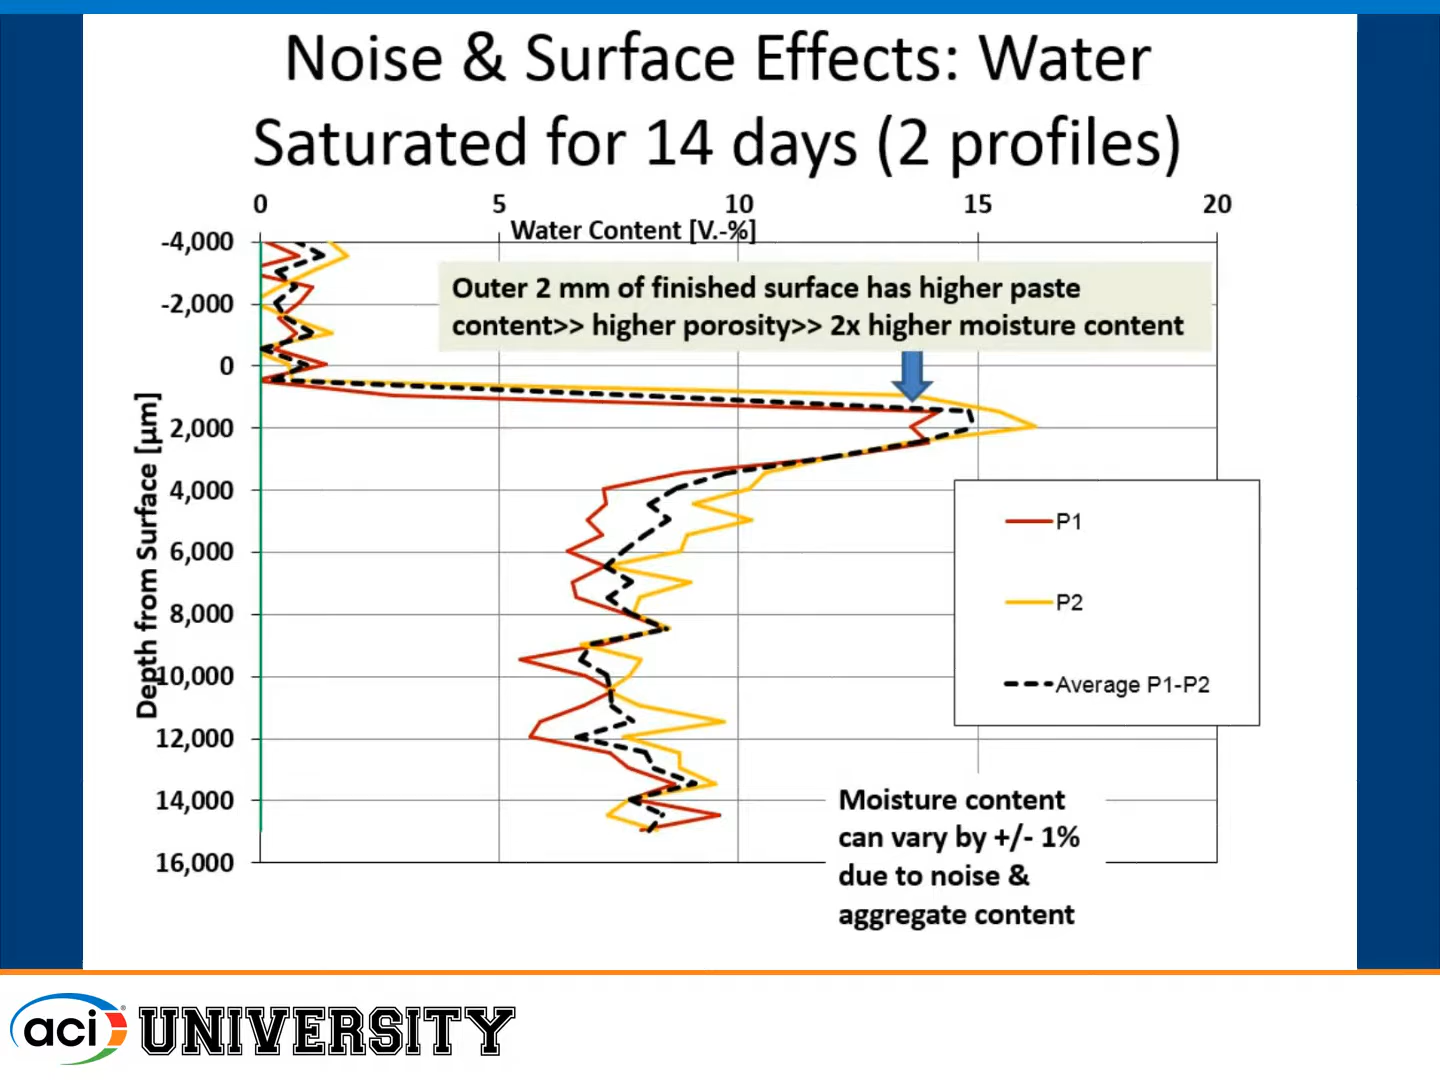 Noise & Surface Effects: Water
Saturated for 14 days (2 profiles)
0 5 10 15 20
Water Content [V.-%]
-4,000
Outer 2 mm of finished surface has higher paste
content>> higher porosity>> 2x higher moisture content
-2,000
0
2,000
4,000
6,000
8,000
10,000
12,000
14,000
16,000
Depth from Surface [µm]
P1
P2
Average P1-P2
Moisture content
can vary by +/- 1%
due to noise &
aggregate content
aci UNIVERSITY